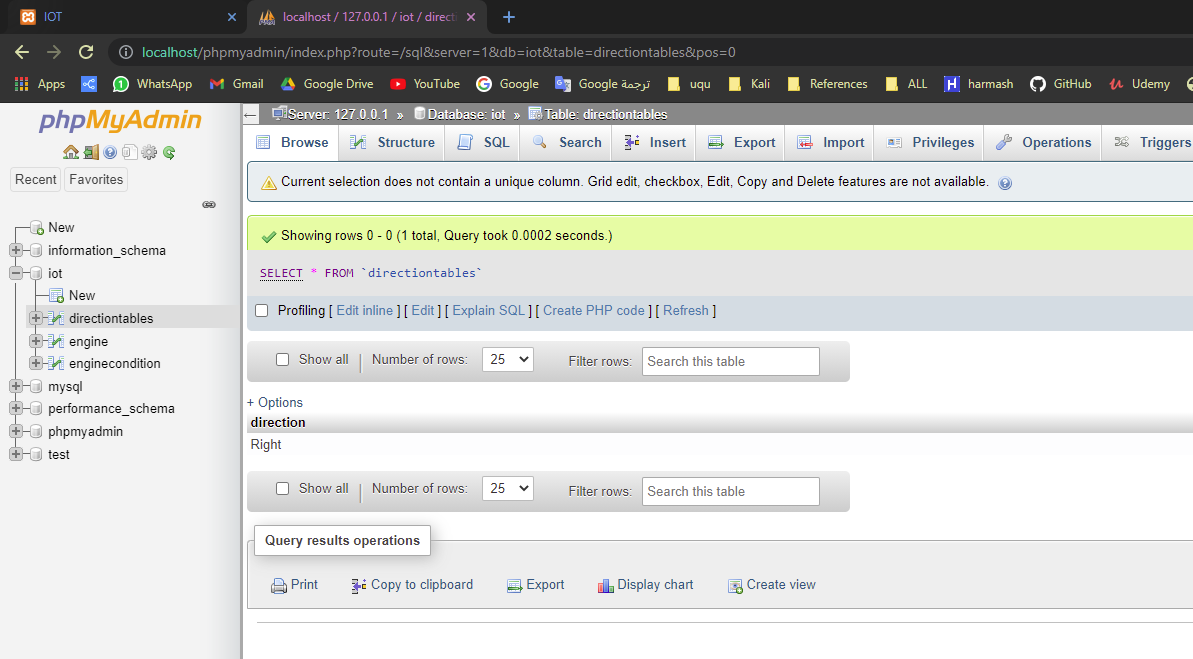 IOT
localhost / 127.0.0.1 / iot / direct
localhost/phpmyadmin/index.php?route=/sql&server=1&db=iot&table=directiontables&pos=0
Apps WhatsApp Gmail Google Drive YouTube Google Google ترجمة uqu Kali References ALL harmash GitHub Udemy
phpMyAdmin
Recent Favorites
New
information_schema
iot
New
directiontables
engine
enginecondition
mysql
performance_schema
phpmyadmin
test
Server: 127.0.0.1 » Database: iot » Table: directiontables
Browse Structure SQL Search Insert Export Import Privileges Operations Triggers
Current selection does not contain a unique column. Grid edit, checkbox, Edit, Copy and Delete features are not available.
Showing rows 0 - 0 (1 total, Query took 0.0002 seconds.)
SELECT * FROM `directiontables`
Profiling [ Edit inline ] [ Edit ] [ Explain SQL ] [ Create PHP code ] [ Refresh ]
Show all | Number of rows: 25 Filter rows: Search this table
+ Options
direction
Right
Show all | Number of rows: 25 Filter rows: Search this table
Query results operations
Print Copy to clipboard Export Display chart Create view